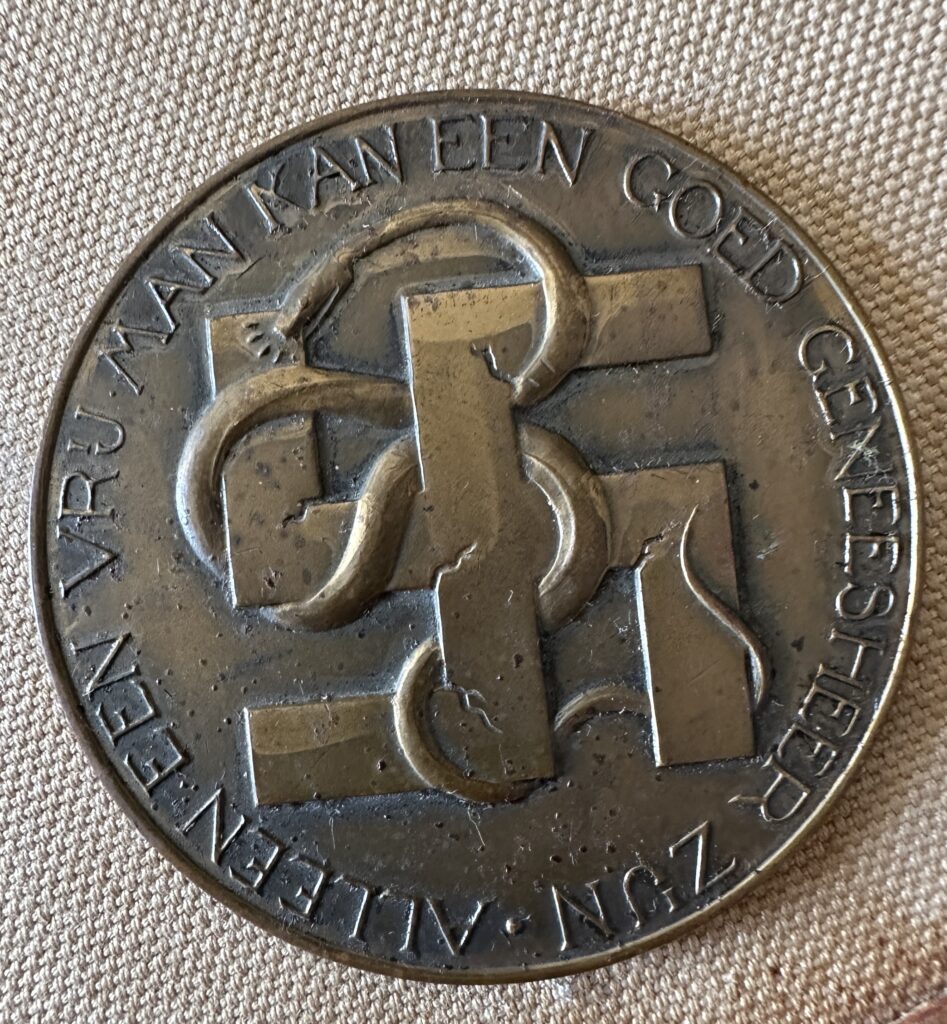 ALLEEN · EEN VRIJ MAN KAN EEN GOED GENEESHEER ZIJN ·